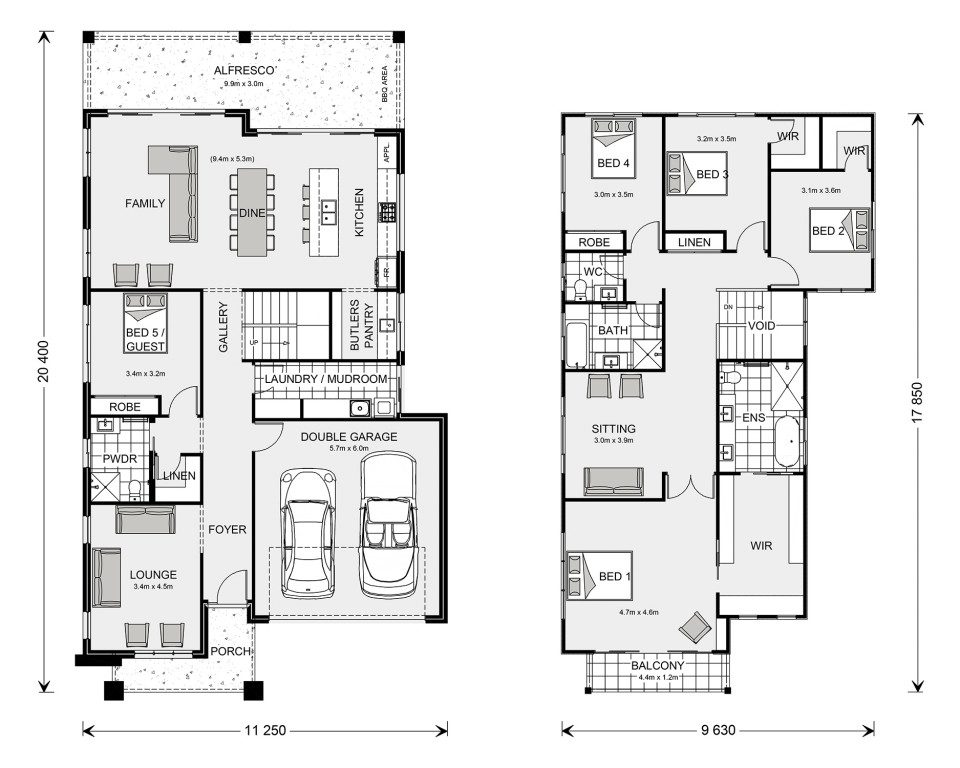 ALFRESCO
9.9m x 3.0m
BBQ AREA
(9.4m x 5.3m)
APPL.
FAMILY
DINE
KITCHEN
FR.
BED 5 /
GUEST
3.4m x 3.2m
GALLERY
UP
BUTLERS
PANTRY
ROBE
LAUNDRY / MUDROOM
PWDR
LINEN
DOUBLE GARAGE
5.7m x 6.0m
FOYER
LOUNGE
3.4m x 4.5m
PORCH
20 400
11 250
BED 4
3.0m x 3.5m
3.2m x 3.5m
BED 3
WIR
WIR
3.1m x 3.6m
BED 2
ROBE
LINEN
WC
DN
VOID
BATH
SITTING
3.0m x 3.9m
ENS
WIR
BED 1
4.7m x 4.6m
BALCONY
4.4m x 1.2m
17 850
9 630